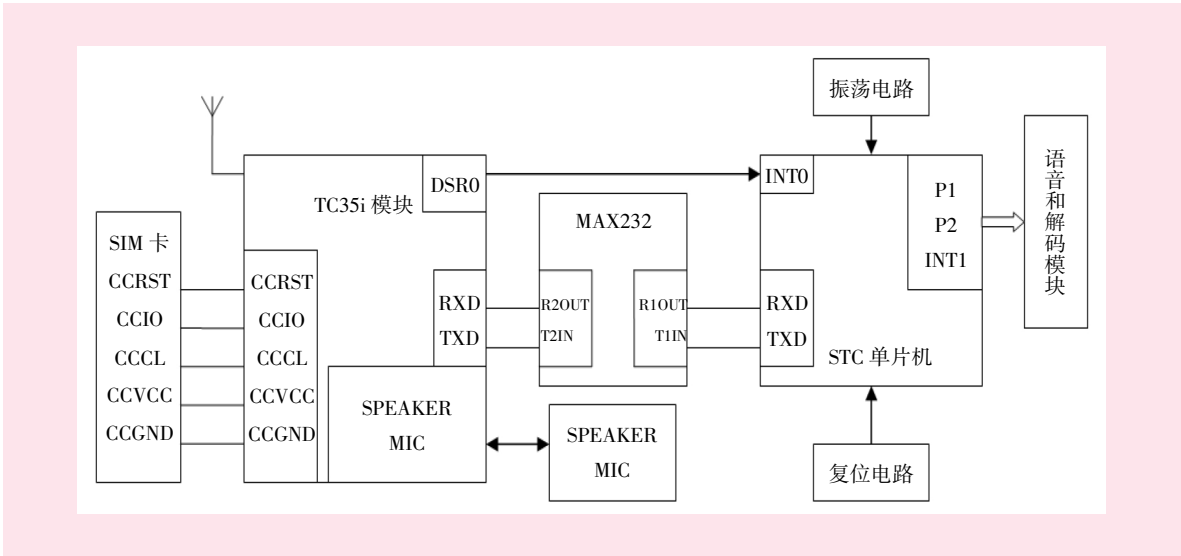 SIM 卡
CCRST
CCIO
CCCL
CCVCC
CCGND
TC35i 模块
DSR0
CCRST
CCIO
CCCL
CCVCC
CCGND
RXD
TXD
SPEAKER
MIC
MAX232
R2OUT
T2IN
R1OUT
T1IN
SPEAKER
MIC
振荡电路
INT0
P1
P2
INT1
RXD
TXD
STC 单片机
复位电路
语音和解码模块